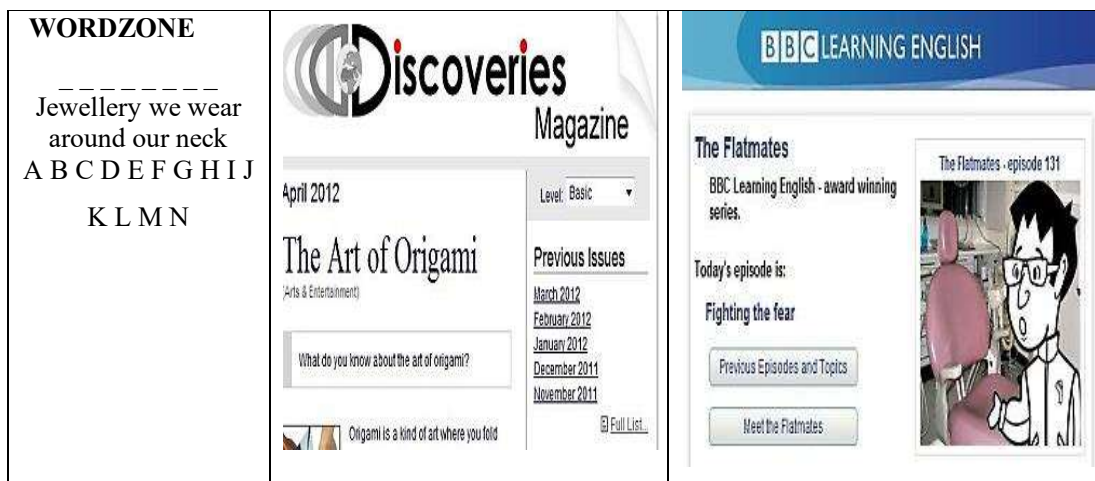 WORDZONE
_ _ _ _ _ _ _ _
Jewellery we wear
around our neck
A B C D E F G H I J
K L M N
Discoveries
Magazine
April 2012
Level: Basic
The Art of Origami
(Arts & Entertainment)
What do you know about the art of origami?
Origami is a kind of art where you fold
Previous Issues
March 2012
February 2012
January 2012
December 2011
November 2011
Full List...
BBC LEARNING ENGLISH
The Flatmates
BBC Learning English - award winning
series.
Today's episode is:
Fighting the fear
Previous Episodes and Topics
Meet the Flatmates
The Flatmates - episode 131